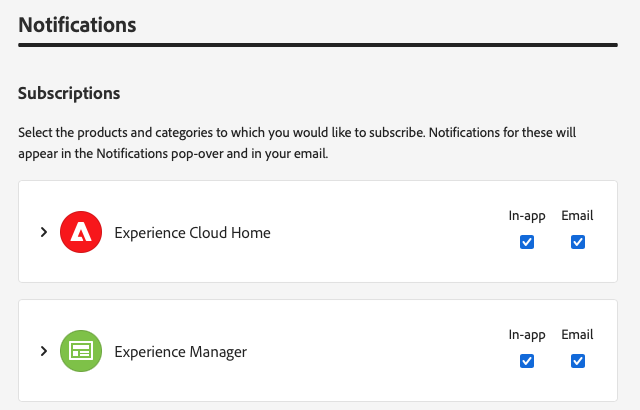 Notifications
Subscriptions
Select the products and categories to which you would like to subscribe. Notifications for these will
appear in the Notifications pop-over and in your email.
In-app Email
Experience Cloud Home
In-app Email
Experience Manager